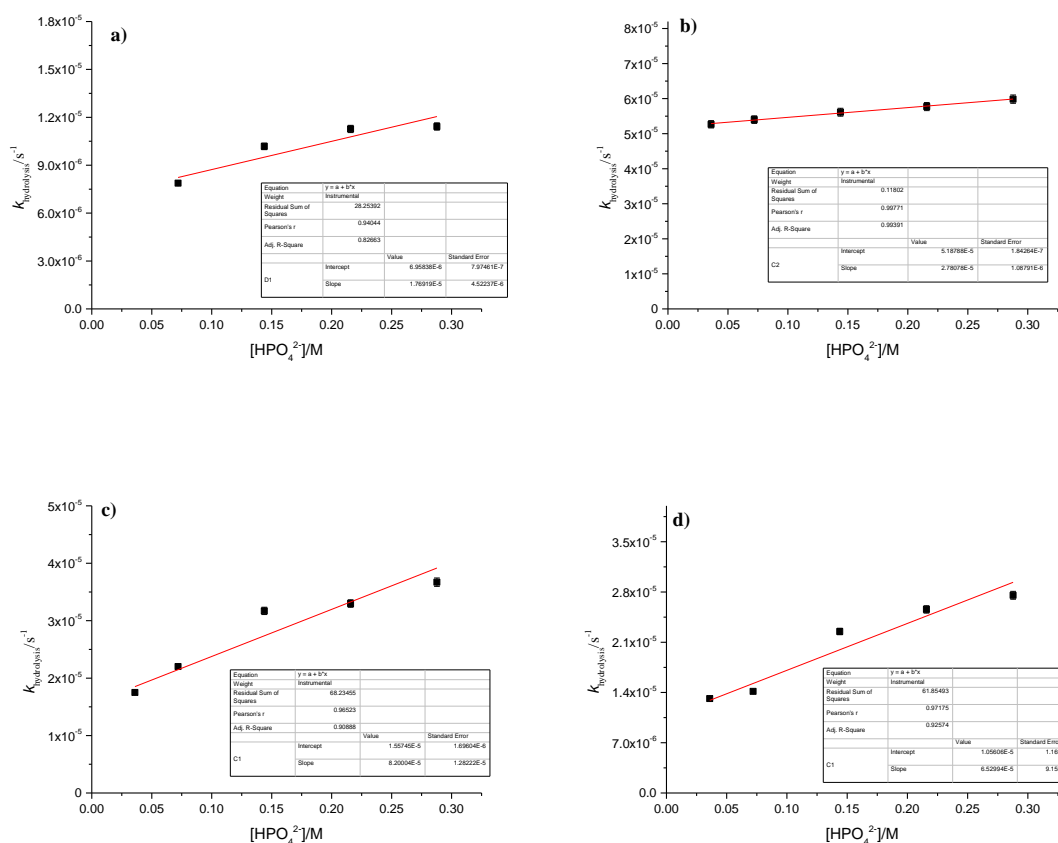 a)
1.8x10-5
1.5x10-5
1.2x10-5
9.0x10-6
6.0x10-6
3.0x10-6
0.0
khydrolysis/s-1
0.00 0.05 0.10 0.15 0.20 0.25 0.30
[HPO42-]/M
Equation y = a + b*x
Weight Instrumental
Residual Sum of Squares 28.25392
Pearson's r 0.94044
Adj. R-Square 0.82663
Value Standard Error
D1 Intercept 6.95838E-6 7.97461E-7
Slope 1.76919E-5 4.52237E-6
b)
8x10-5
7x10-5
6x10-5
5x10-5
4x10-5
3x10-5
2x10-5
1x10-5
0
khydrolysis/s-1
0.00 0.05 0.10 0.15 0.20 0.25 0.30
[HPO42-]/M
Equation y = a + b*x
Weight Instrumental
Residual Sum of Squares 0.11802
Pearson's r 0.99771
Adj. R-Square 0.99391
Value Standard Error
C2 Intercept 5.18788E-5 1.84264E-7
Slope 2.78078E-5 1.08791E-6
c)
5x10-5
4x10-5
3x10-5
2x10-5
1x10-5
0
khydrolysis/s-1
0.00 0.05 0.10 0.15 0.20 0.25 0.30
[HPO42-]/M
Equation y = a + b*x
Weight Instrumental
Residual Sum of Squares 68.23455
Pearson's r 0.96523
Adj. R-Square 0.90888
Value Standard Error
C1 Intercept 1.55745E-5 1.69604E-6
Slope 8.20004E-5 1.28222E-5
d)
3.5x10-5
2.8x10-5
2.1x10-5
1.4x10-5
7.0x10-6
0.0
khydrolysis/s-1
0.00 0.05 0.10 0.15 0.20 0.25 0.30
[HPO42-]/M
Equation y = a + b*x
Weight Instrumental
Residual Sum of Squares 61.85493
Pearson's r 0.97175
Adj. R-Square 0.92574
Value Standard Erro
C1 Intercept 1.05606E-5 1.16
Slope 6.52994E-5 9.15